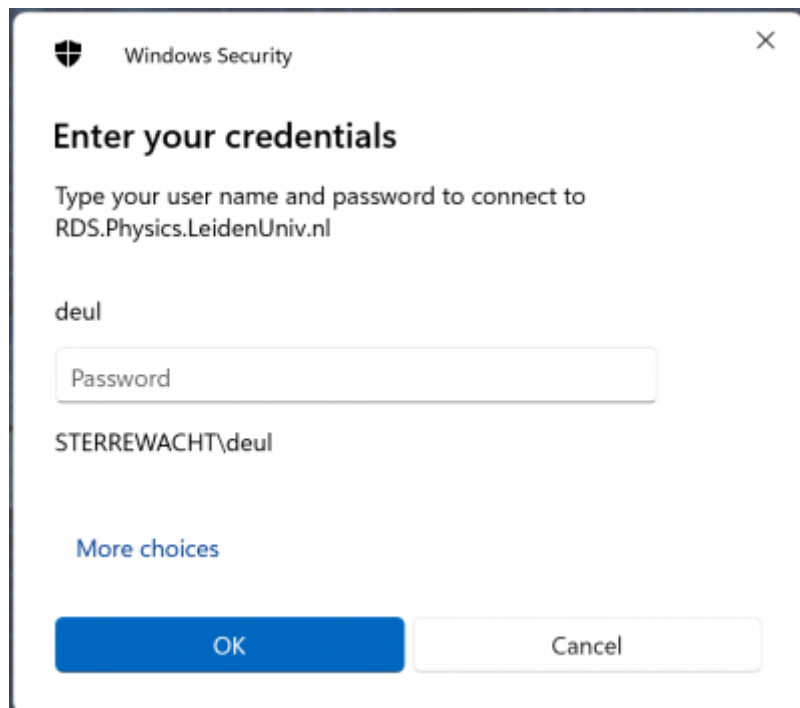 Windows Security
Enter your credentials
Type your user name and password to connect to
RDS.Physics.LeidenUniv.nl
deul
Password
STERREWACHT\deul
More choices
OK
Cancel